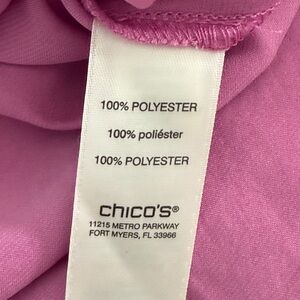 100% POLYESTER
100% poliéster
100% POLYESTER
chico's®
11215 METRO PARKWAY
FORT MYERS, FL 33966